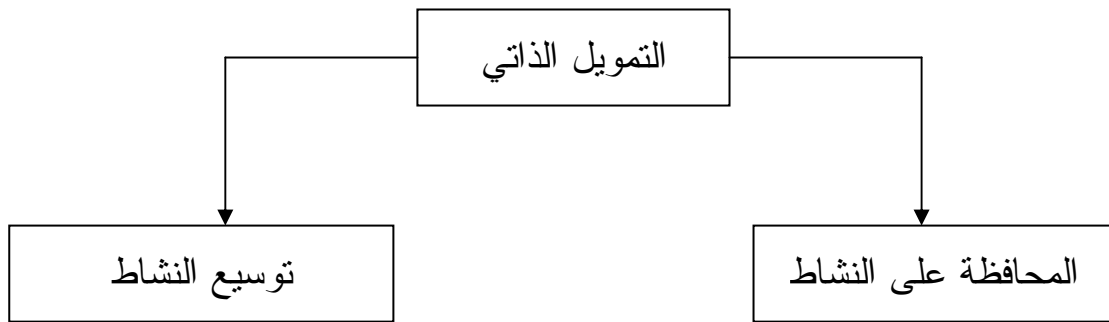 التمويل الذاتي
المحافظة على النشاط
توسيع النشاط